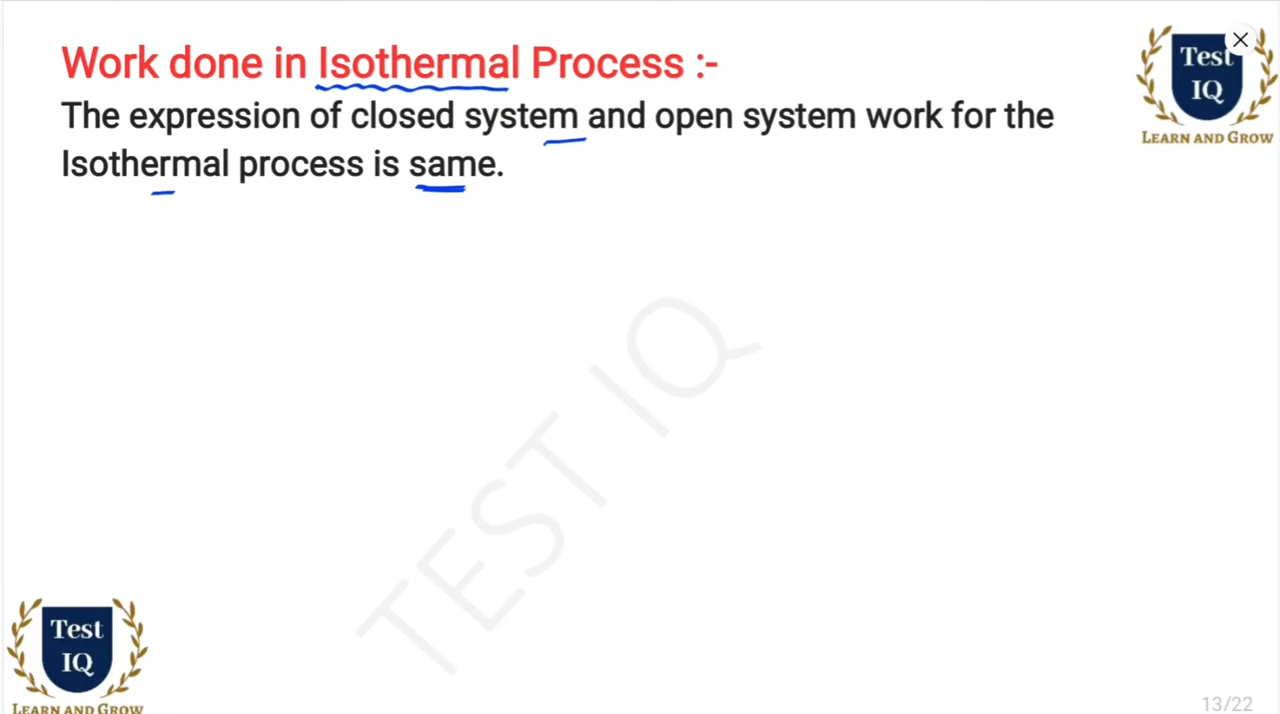 Work done in Isothermal Process :-
The expression of closed system and open system work for the
Isothermal process is same.
Test
IQ
LEARN AND GROW
TEST IQ
Test
IQ
LEARN AND GROW
13/22